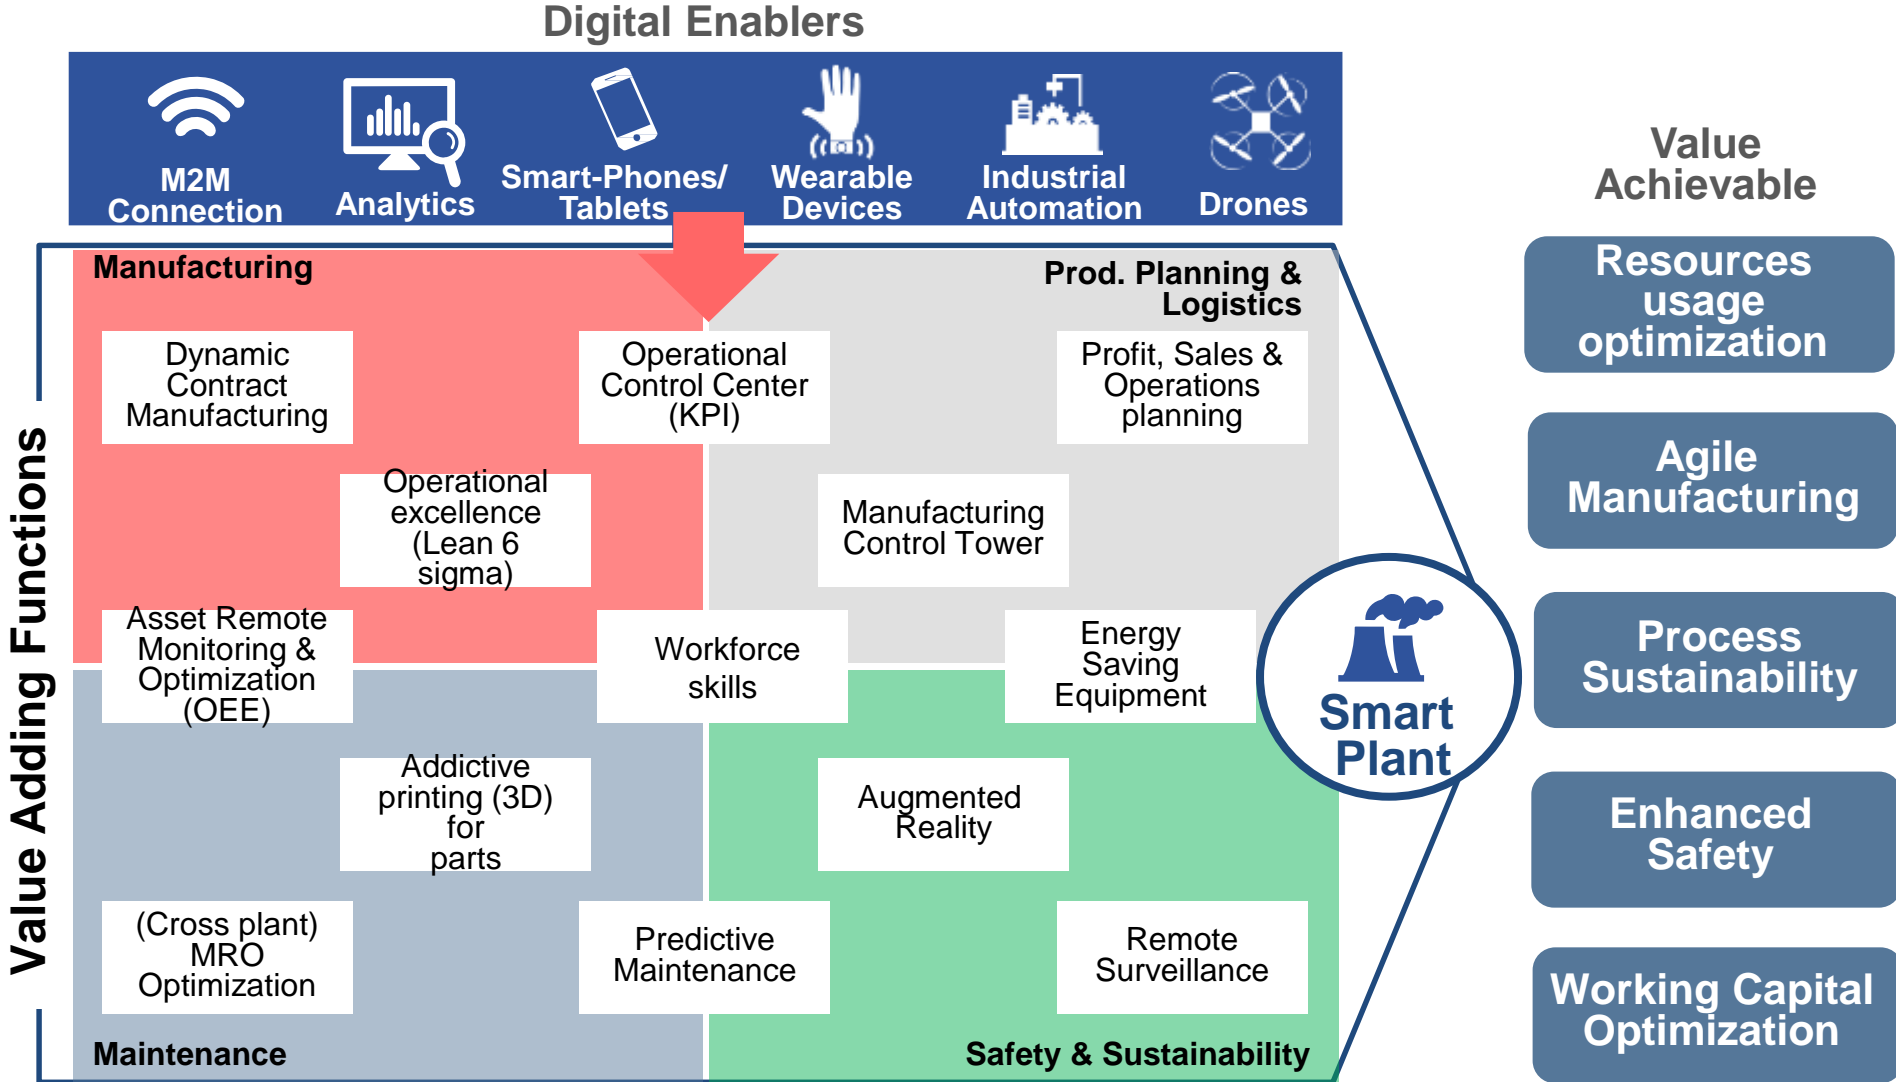 Digital Enablers
M2M
Connection
Analytics
Smart-Phones/
Tablets
Wearable
Devices
Industrial
Automation
Drones
Value
Achievable
Value Adding Functions
Manufacturing
Prod. Planning &
Logistics
Dynamic
Contract
Manufacturing
Operational
Control Center
(KPI)
Profit, Sales &
Operations
planning
Operational
excellence
(Lean 6
sigma)
Manufacturing
Control Tower
Asset Remote
Monitoring &
Optimization
(OEE)
Workforce
skills
Energy
Saving
Equipment
Addictive
printing (3D)
for
parts
Augmented
Reality
(Cross plant)
MRO
Optimization
Predictive
Maintenance
Remote
Surveillance
Maintenance
Safety & Sustainability
Smart
Plant
Resources
usage
optimization
Agile
Manufacturing
Process
Sustainability
Enhanced
Safety
Working Capital
Optimization